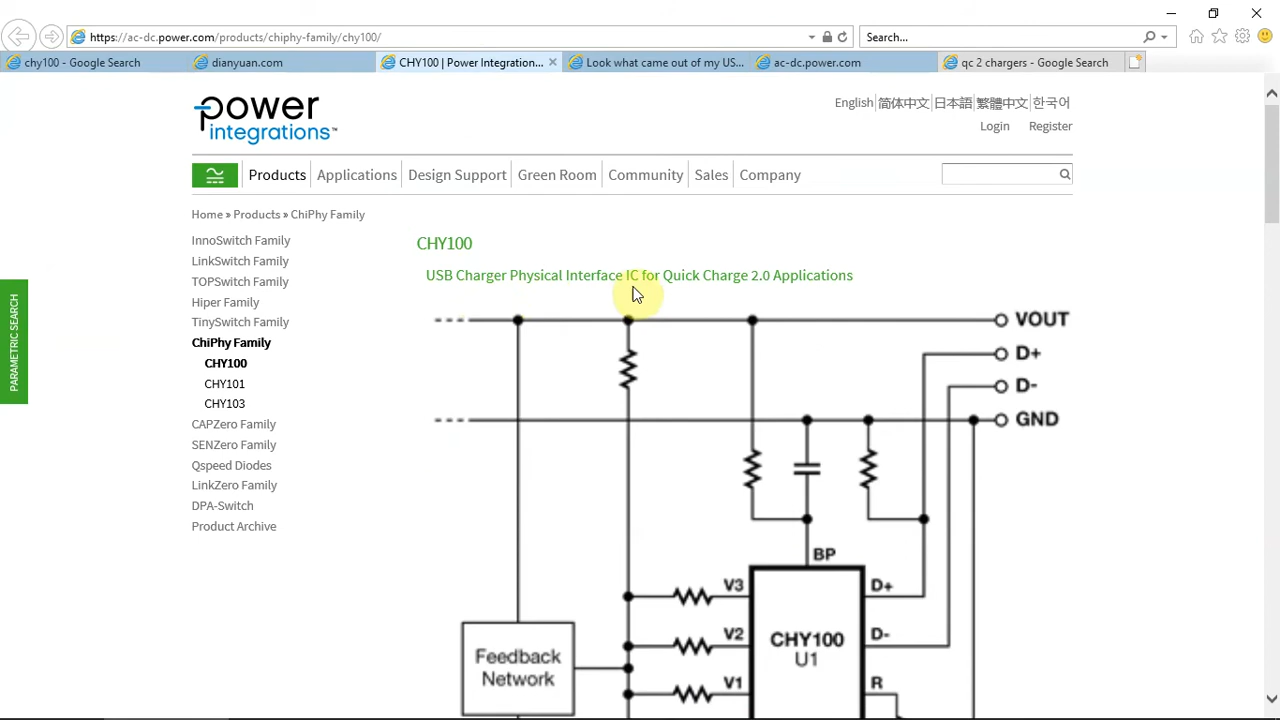 https://ac-dc.power.com/products/chiphy-family/chy100/
Search...
chy100 - Google Search
dianyuan.com
CHY100| Power Integration...
Look what came out of my US...
ac-dc.power.com
qc 2 chargers - Google Search
power
integrations™
English| 简体中文| 日本語| 繁體中文| 한국어
Login
Register
Products
Applications
Design Support
Green Room
Community
Sales
Company
Home » Products » ChiPhy Family
InnoSwitch Family
LinkSwitch Family
TOPSwitch Family
Hiper Family
TinySwitch Family
ChiPhy Family
CHY100
CHY101
CHY103
CAPZero Family
SENZero Family
Qspeed Diodes
LinkZero Family
DPA-Switch
Product Archive
PARAMETRIC SEARCH
CHY100
USB Charger Physical Interface IC for Quick Charge 2.0 Applications
VOUT
D+
D-
GND
BP
V3
D+
V2
CHY100
D-
U1
V1
R
Feedback
Network